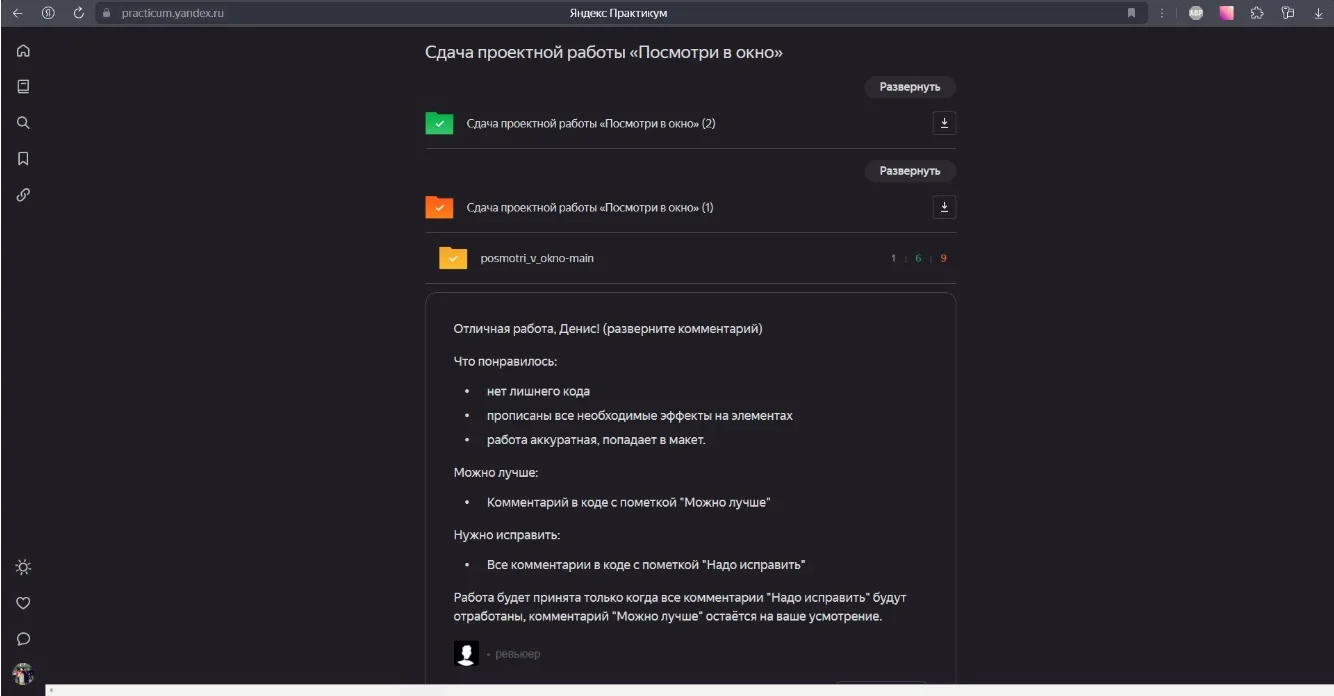 practicum.yandex.ru
Яндекс Практикум
ABP
Сдача проектной работы «Посмотри в окно»
Развернуть
Сдача проектной работы «Посмотри в окно» (2)
Развернуть
Сдача проектной работы «Посмотри в окно» (1)
posmotri_v_okno-main
1 | 6 | 9
Отличная работа, Денис! (разверните комментарий)
Что понравилось:
• нет лишнего кода
• прописаны все необходимые эффекты на элементах
• работа аккуратная, попадает в макет.
Можно лучше:
• Комментарий в коде с пометкой "Можно лучше"
Нужно исправить:
• Все комментарии в коде с пометкой "Надо исправить"
Работа будет принята только когда все комментарии "Надо исправить" будут
отработаны, комментарий "Можно лучше" остаётся на ваше усмотрение.
• ревьюер